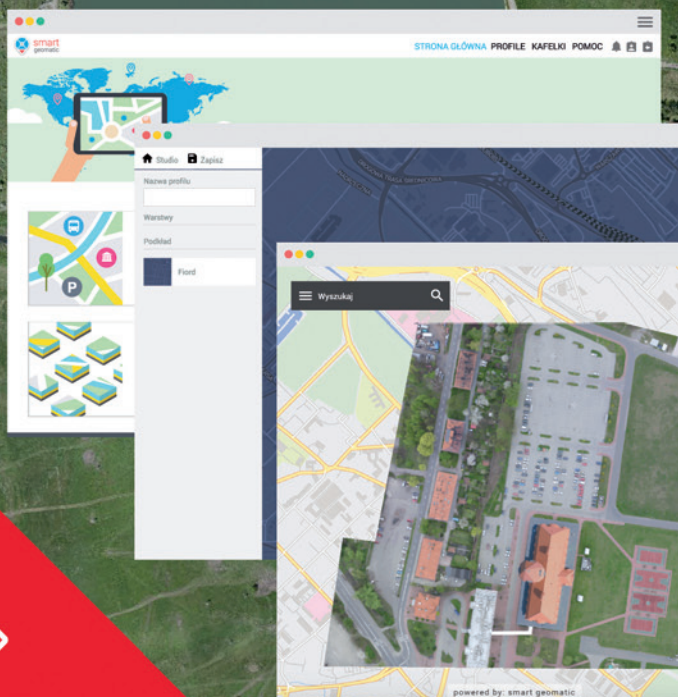 smart
geomatic
STRONA GŁÓWNA PROFILE KAFELKI POMOC
Studio Zapisz
Nazwa profilu
Warstwy
Podkład
Fiord
P
Wyszukaj
powered by: smart geomatic